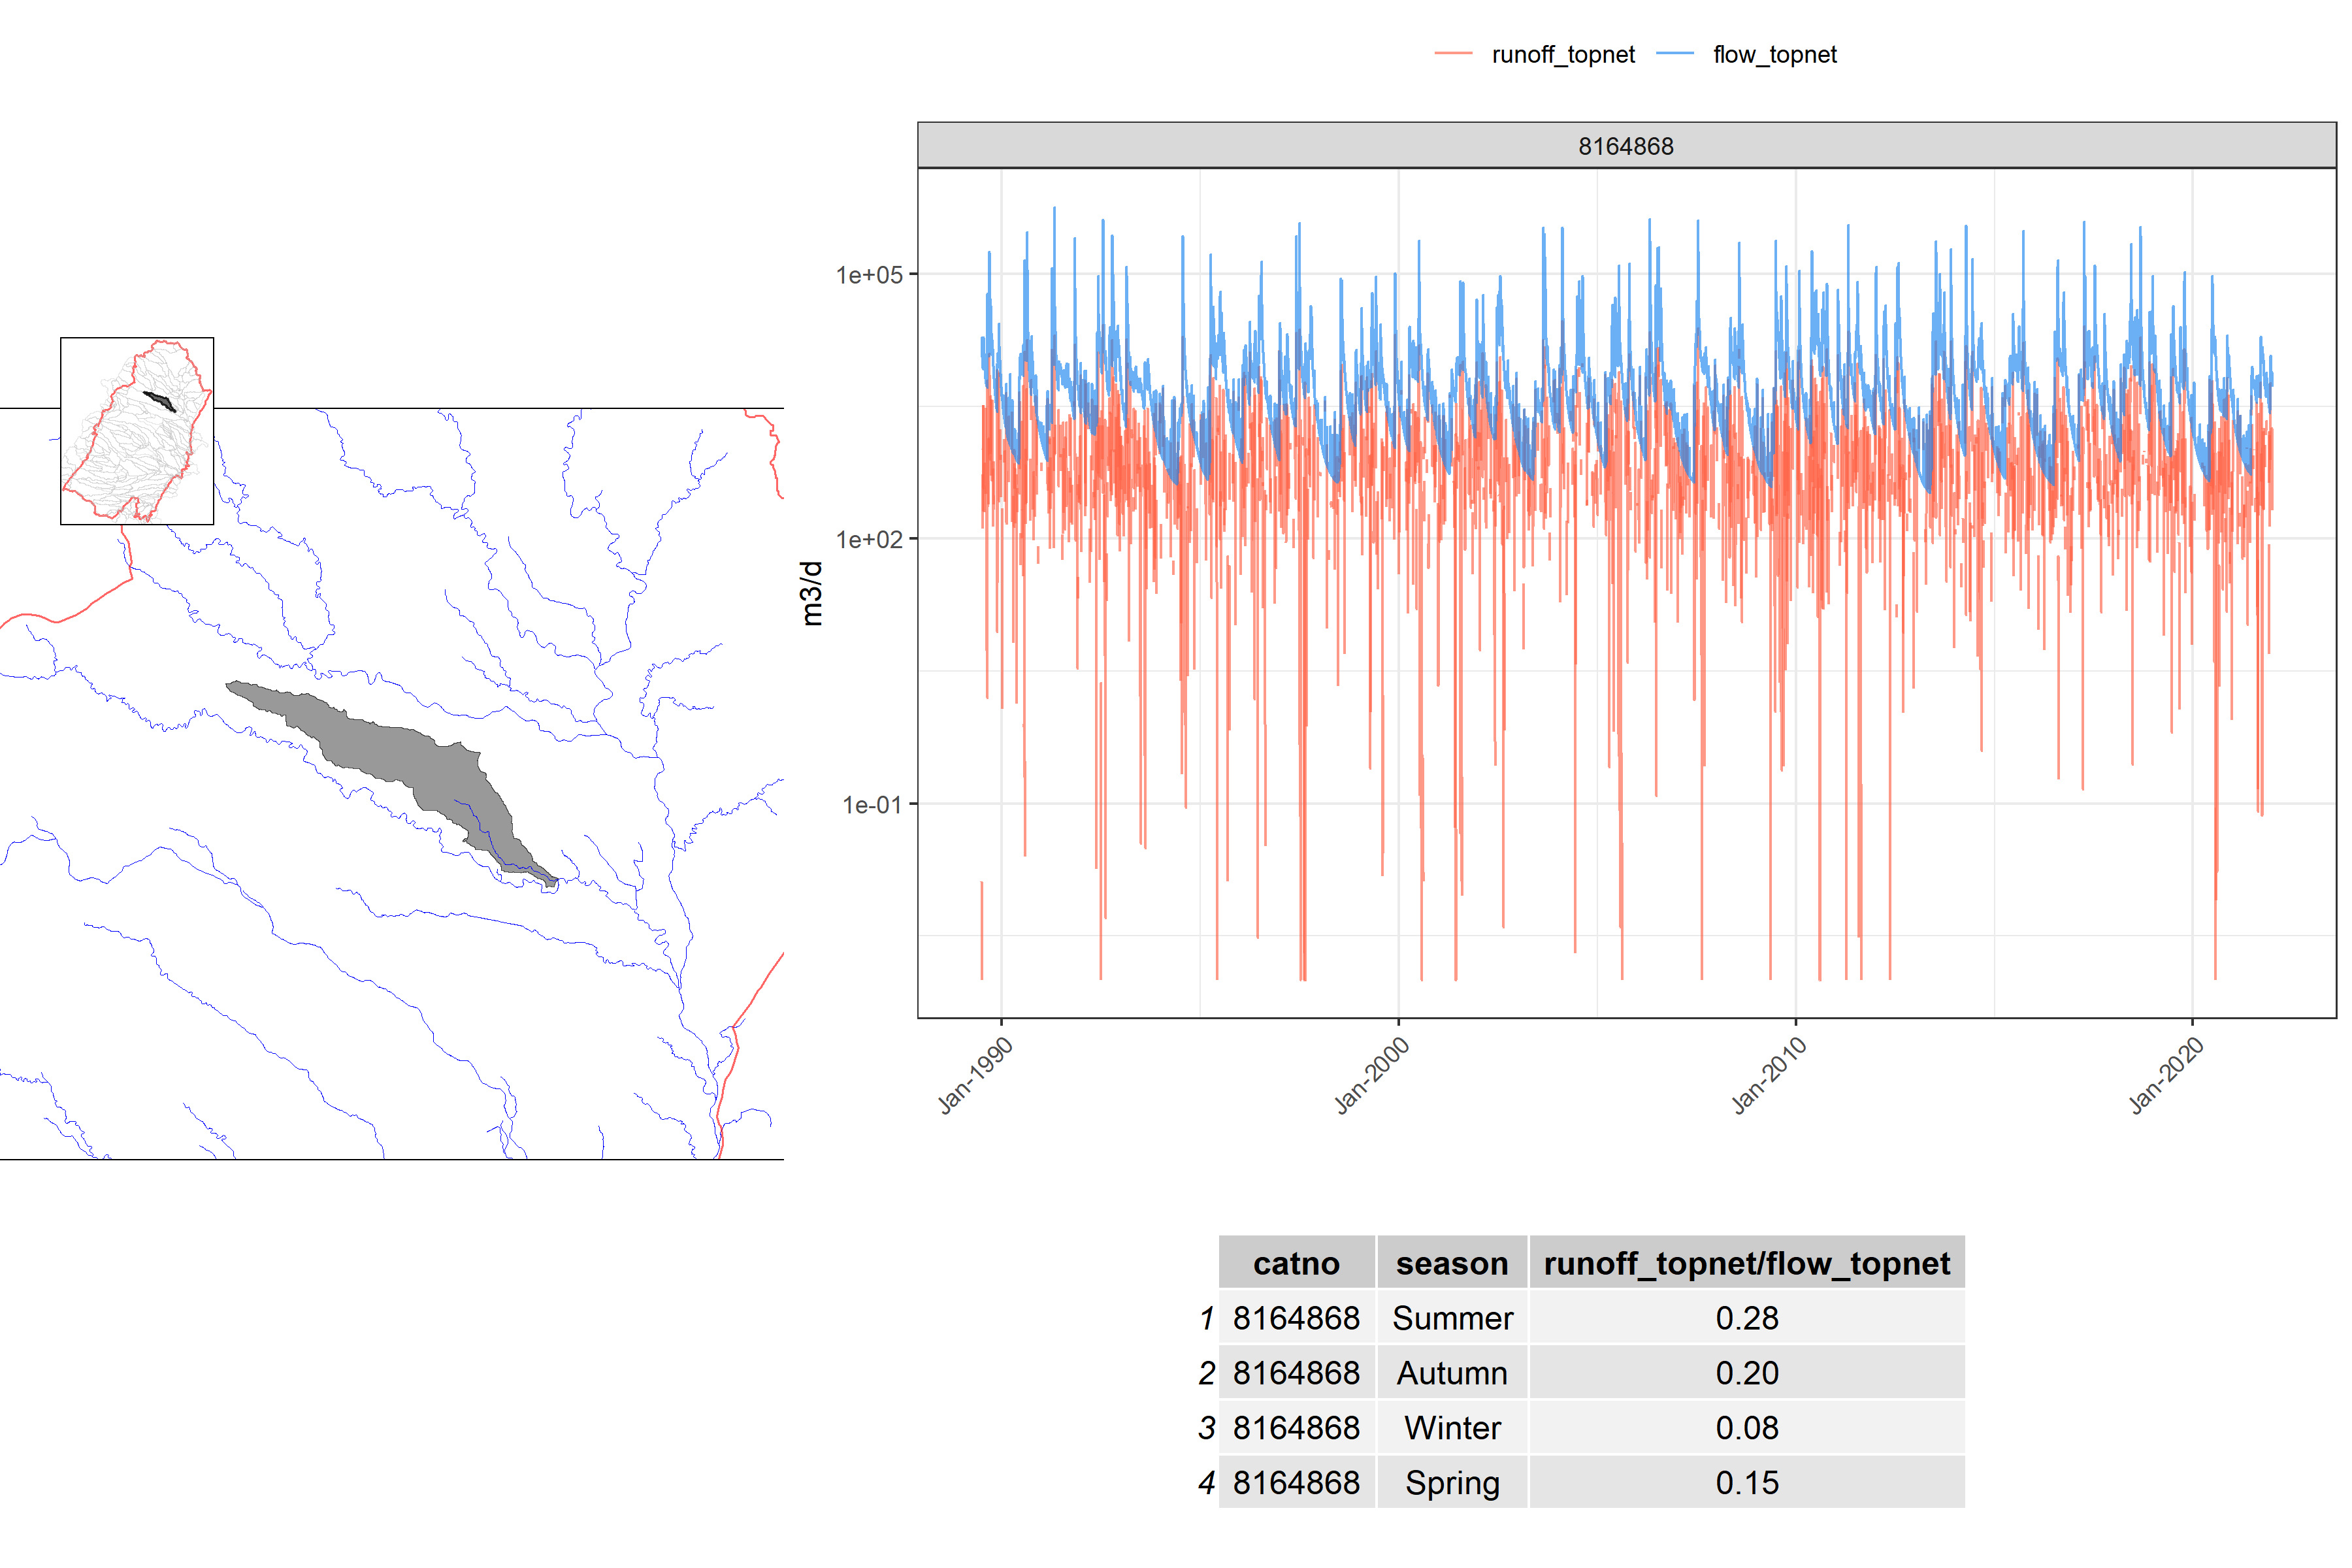 runoff_topnet flow_topnet
8164868
1e+05
1e+02
1e-01
m3/d
Jan-1990 Jan-2000 Jan-2010 Jan-2020
catno season runoff_topnet/flow_topnet
1 8164868 Summer 0.28
2 8164868 Autumn 0.20
3 8164868 Winter 0.08
4 8164868 Spring 0.15